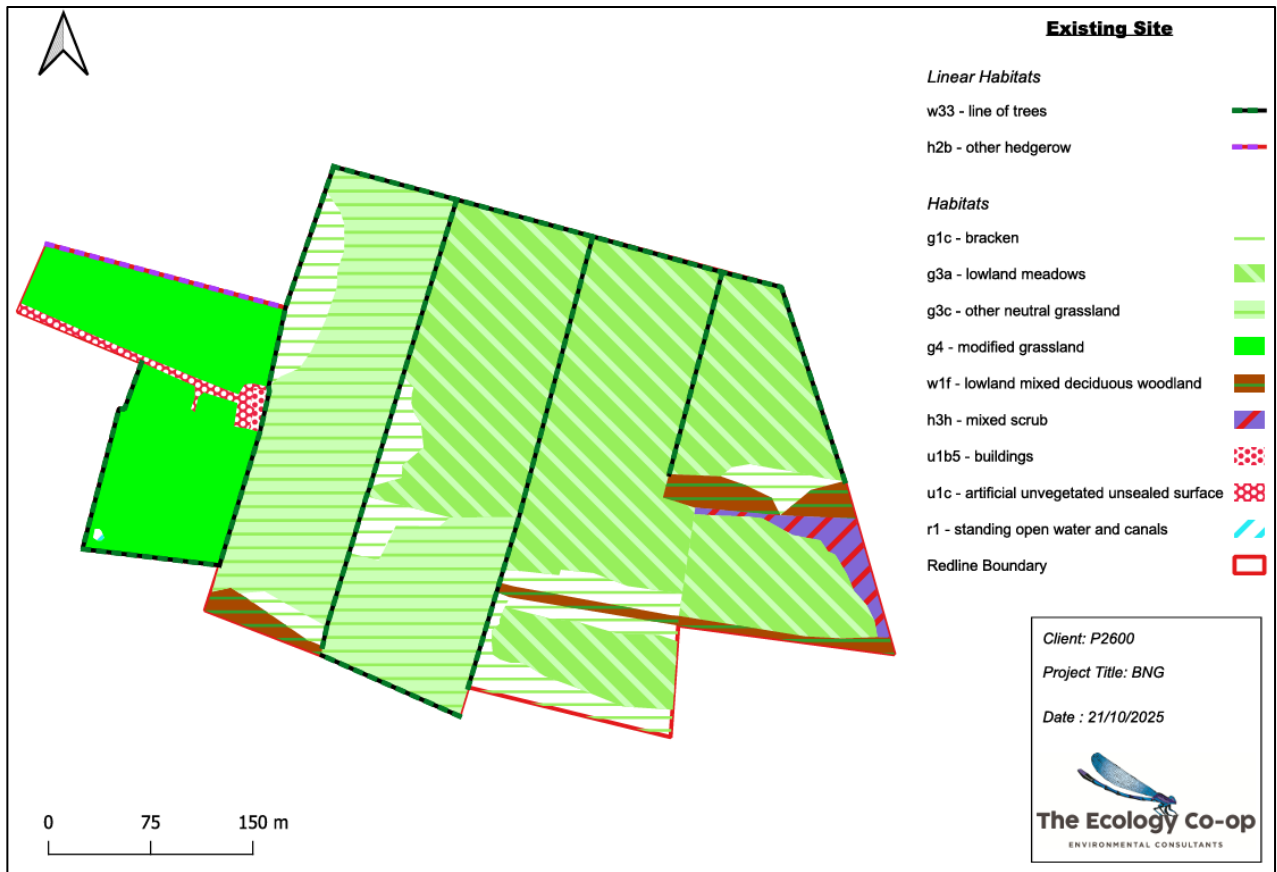 Existing Site
Linear Habitats
w33 - line of trees
h2b - other hedgerow
Habitats
g1c - bracken
g3a - lowland meadows
g3c - other neutral grassland
g4 - modified grassland
w1f - lowland mixed deciduous woodland
h3h - mixed scrub
u1b5 - buildings
u1c - artificial unvegetated unsealed surface
r1 - standing open water and canals
Redline Boundary
0 75 150 m
Client: P2600
Project Title: BNG
Date : 21/10/2025
The Ecology Co-op
ENVIRONMENTAL CONSULTANTS